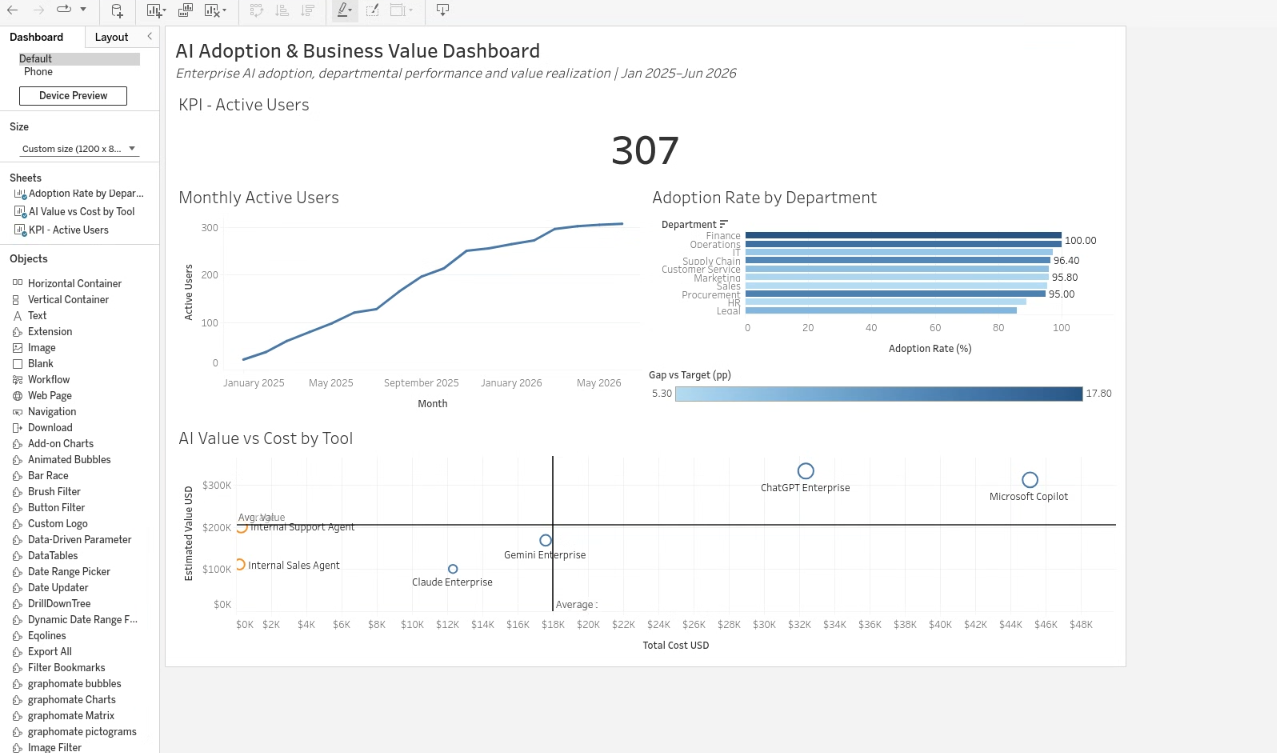 Dashboard Layout
Default
Phone
Device Preview
Size
Custom size (1200 x 8...
Sheets
Adoption Rate by Depar...
AI Value vs Cost by Tool
KPI - Active Users
Objects
Horizontal Container
Vertical Container
Text
Extension
Image
Blank
Workflow
Web Page
Navigation
Download
Add-on Charts
Animated Bubbles
Bar Race
Brush Filter
Button Filter
Custom Logo
Data-Driven Parameter
DataTables
Date Range Picker
Date Updater
DrillDownTree
Dynamic Date Range F...
Eqolines
Export All
Filter Bookmarks
graphomate bubbles
graphomate Charts
graphomate Matrix
graphomate pictograms
Image Filter
AI Adoption & Business Value Dashboard
Enterprise AI adoption, departmental performance and value realization | Jan 2025–Jun 2026
KPI - Active Users
307
Monthly Active Users
Active Users
300
200
100
0
January 2025 May 2025 September 2025 January 2026 May 2026
Month
Adoption Rate by Department
Department
Finance
Operations 100.00
IT
Supply Chain 96.40
Customer Service
Marketing 95.80
Sales
Procurement 95.00
HR
Legal
0 20 40 60 80 100
Adoption Rate (%)
Gap vs Target (pp)
5.30 17.80
AI Value vs Cost by Tool
Estimated Value USD
$300K
$200K
$100K
$0K
ChatGPT Enterprise
Microsoft Copilot
Internal Support Agent
Gemini Enterprise
Internal Sales Agent
Claude Enterprise
Average :
$0K $2K $4K $6K $8K $10K $12K $14K $16K $18K $20K $22K $24K $26K $28K $30K $32K $34K $36K $38K $40K $42K $44K $46K $48K
Total Cost USD